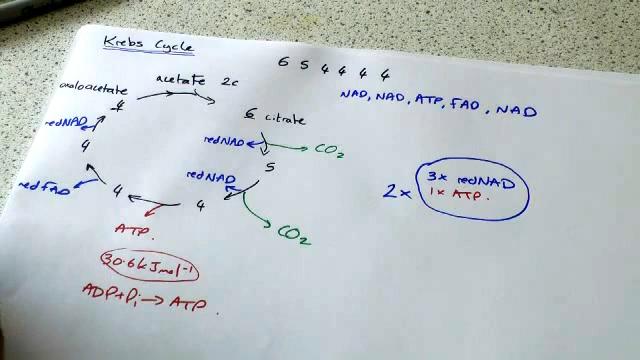 Krebs Cycle
6 5 4 4 4 4
acetate 2c
NAD, NAD, ATP, FAD, NAD
oxaloacetate
4
6 citrate
redNAD
redNAD
CO2
4
5
3x redNAD
2x
1x ATP.
redNAD
redFAD
4
4
ATP.
CO2
30.6kJmol-1
ADP+Pi → ATP.